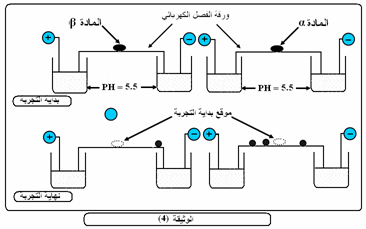 المادة β
ورقة الفصل الكهربائي
المادة α
+ − + −
PH = 5.5
PH = 5.5
بداية التجربة
موقع بداية التجربة
+ − + −
نهاية التجربة
الوثيقة (4)